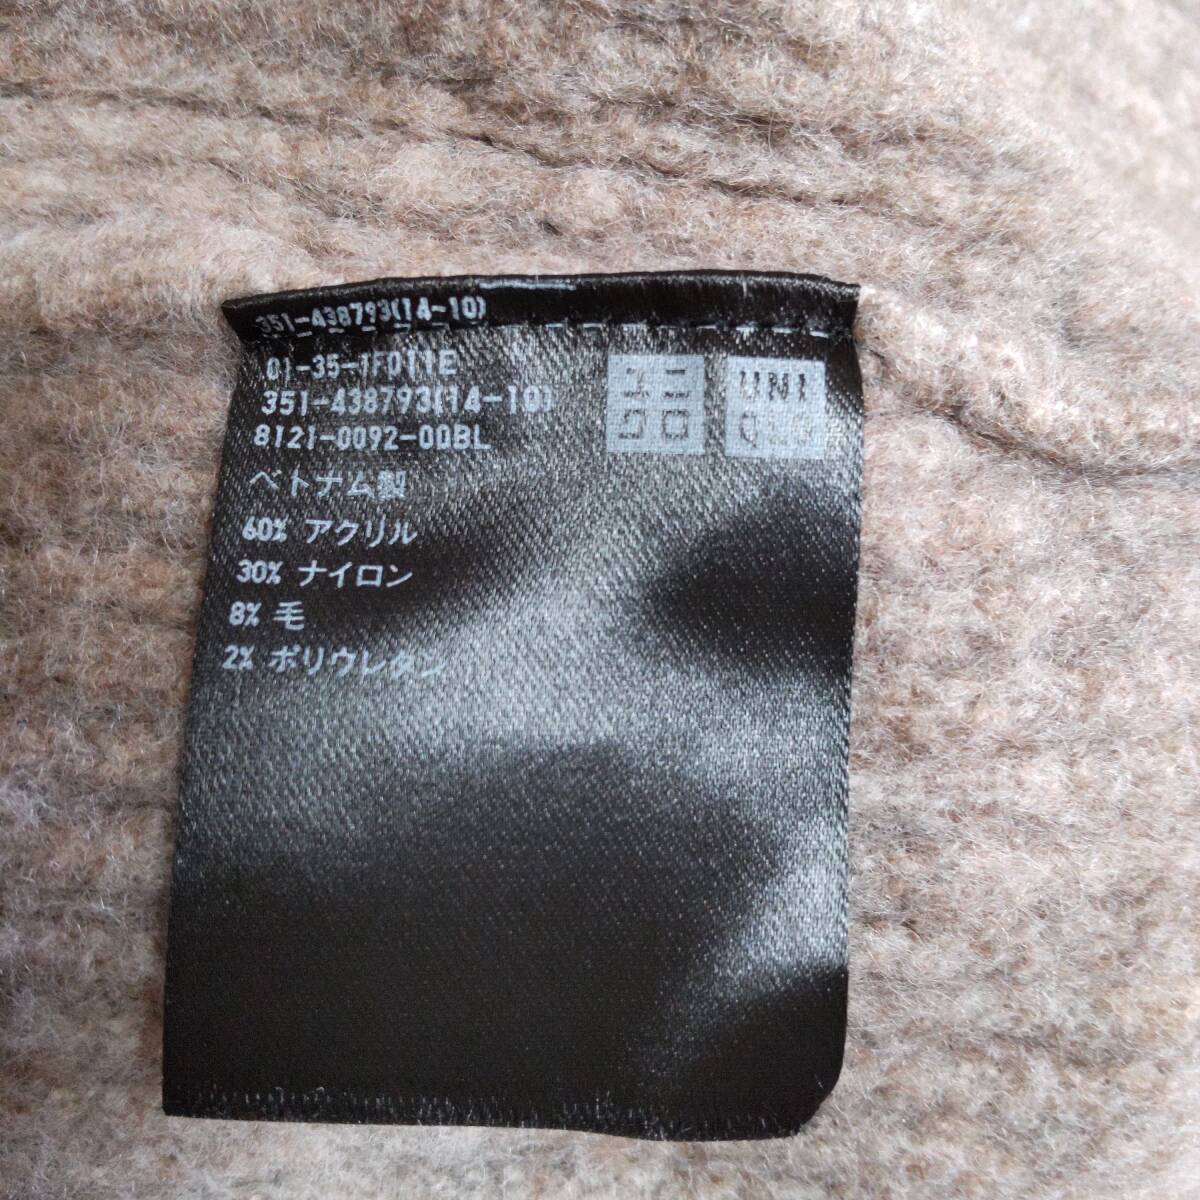 351-438793(14-10)
01-35-1F011E
351-438793(14-10)
8121-0092-00BL
ベトナム製
60% アクリル
30% ナイロン
8% 毛
2% ポリウレタン
ユニ
クロ
UNI
QLO